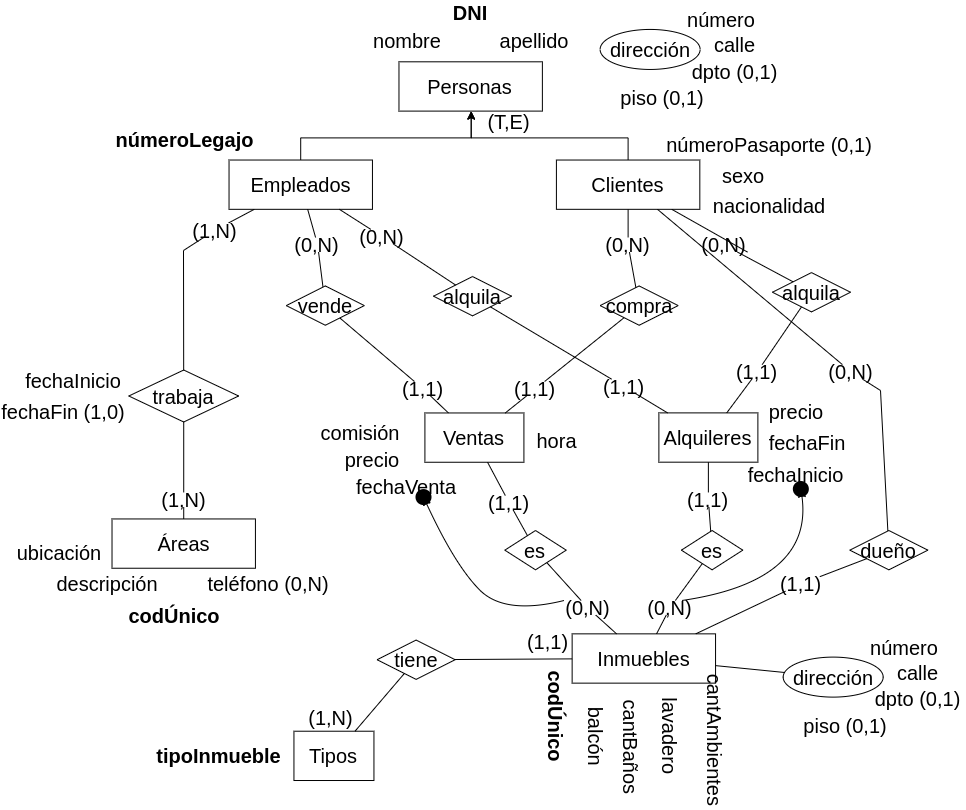 DNI
nombre
apellido
dirección
número
calle
dpto (0,1)
piso (0,1)
Personas
(T,E)
númeroLegajo
Empleados
Clientes
númeroPasaporte (0,1)
sexo
nacionalidad
(1,N)
(0,N)
(0,N)
(0,N)
(0,N)
vende
alquila
compra
alquila
fechaInicio
fechaFin (1,0)
trabaja
(1,1)
(1,1)
(1,1)
(1,1)
(0,N)
comisión
precio
fechaVenta
Ventas
hora
Alquileres
precio
fechaFin
fechaInicio
(1,N)
(1,1)
(1,1)
Áreas
ubicación
descripción
teléfono (0,N)
codÚnico
es
es
dueño
(0,N)
(0,N)
(1,1)
(1,1)
tiene
Inmuebles
dirección
número
calle
dpto (0,1)
piso (0,1)
codÚnico
balcón
cantBaños
lavadero
cantAmbientes
(1,N)
tipoInmueble
Tipos